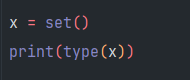 x = set()
print(type(x))